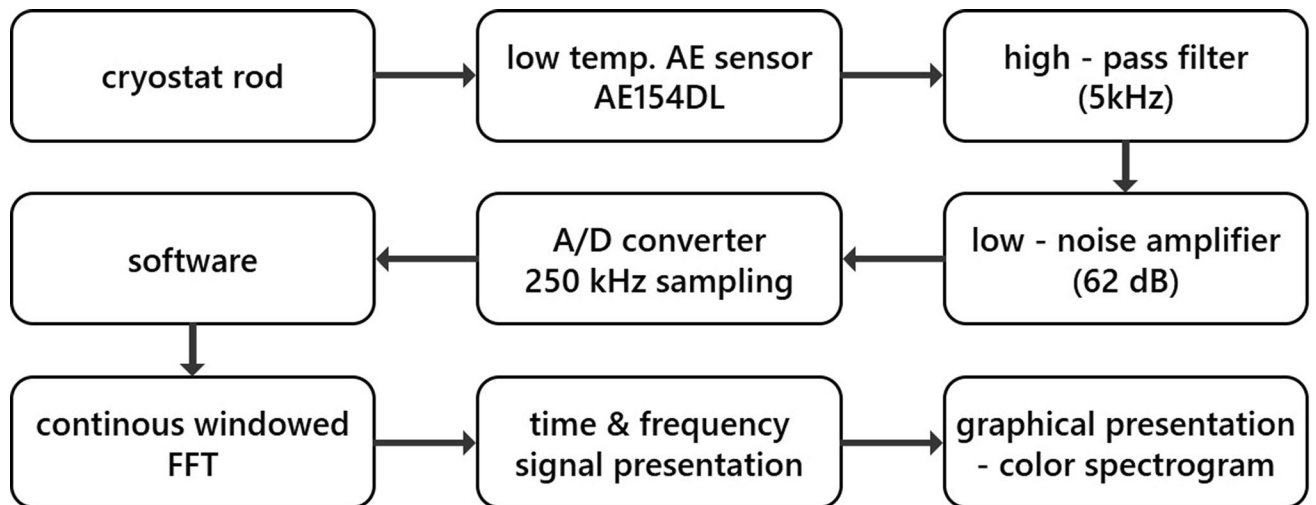 cryostat rod
low temp. AE sensor
AE154DL
high - pass filter
(5kHz)
software
A/D converter
250 kHz sampling
low - noise amplifier
(62 dB)
continous windowed
FFT
time & frequency
signal presentation
graphical presentation
- color spectrogram